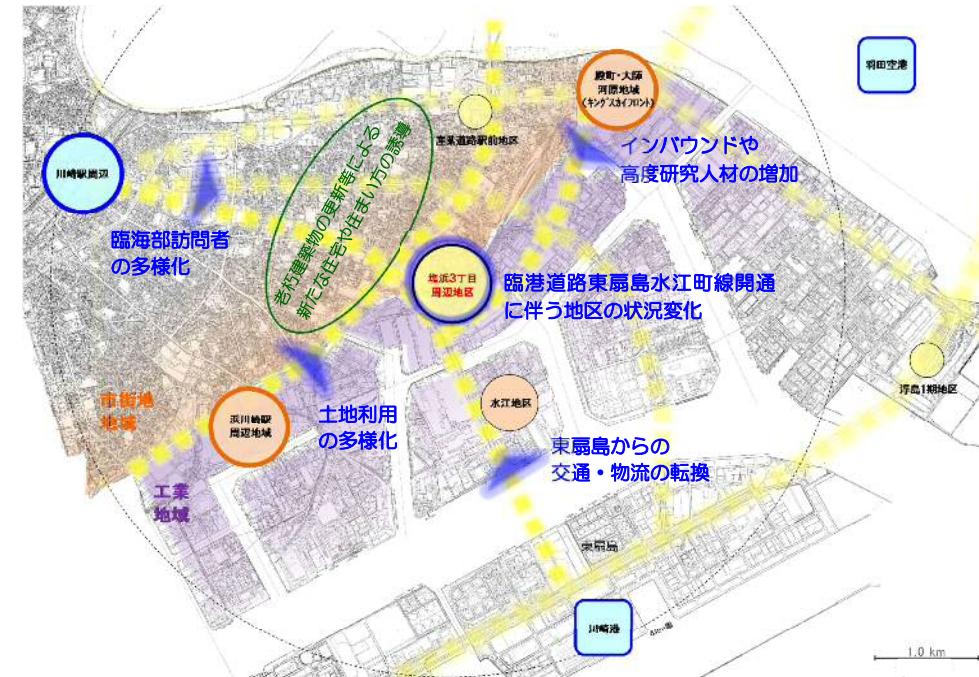 羽田空港
殿町・大師
河原地域
(キングスカイフロント)
産業道路駅前地区
インバウンドや
高度研究人材の増加
川崎駅周辺
老朽建築物の更新等による
新たな住宅や住まい方の誘導
臨海部訪問者
の多様化
塩浜3丁目
周辺地区
臨港道路東扇島水江町線開通
に伴う地区の状況変化
浮島1期地区
市街地
地域
浜川崎駅
周辺地域
土地利用
の多様化
水江地区
東扇島からの
交通・物流の転換
工業
地域
東扇島
川崎港
4km圏
1.0 km